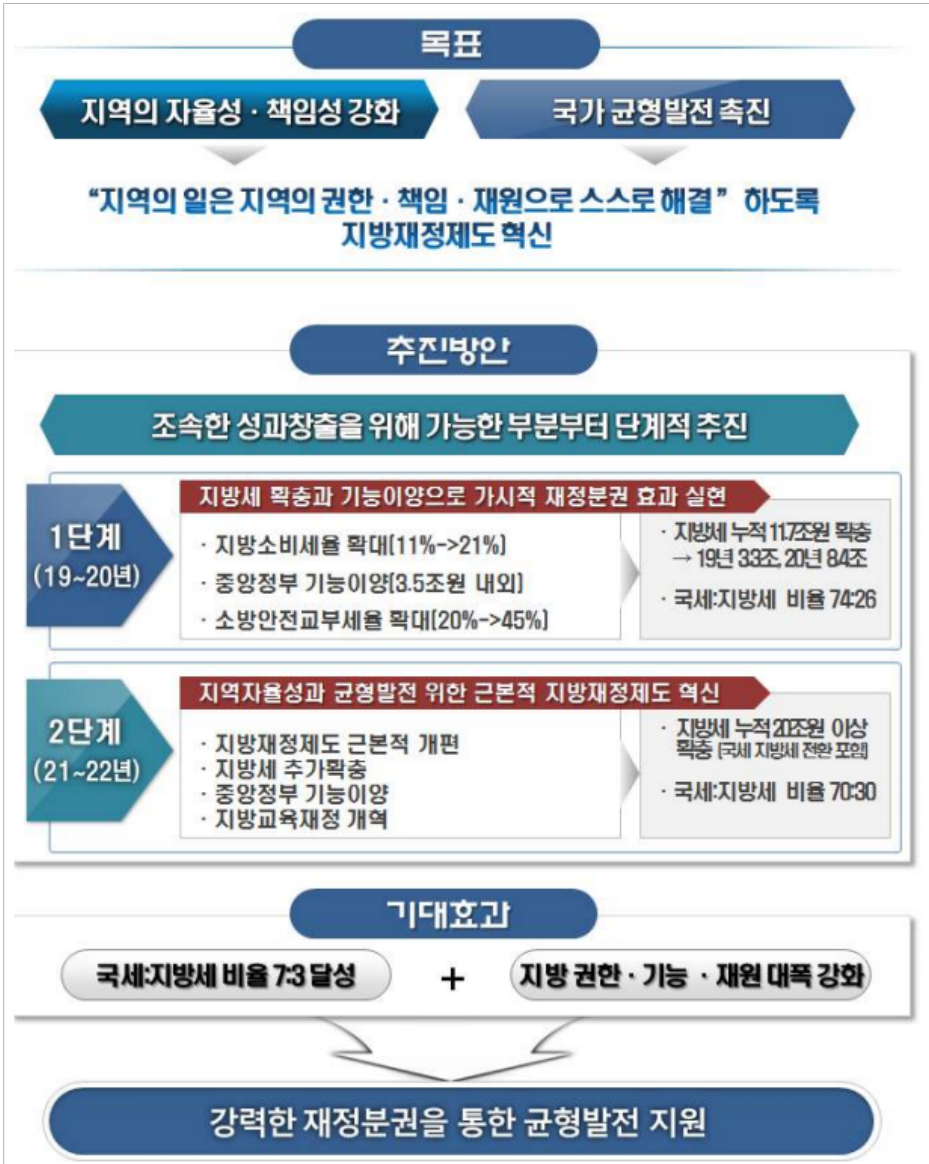 목표
지역의 자율성 · 책임성 강화
국가 균형발전 촉진
“지역의 일은 지역의 권한 · 책임 · 재원으로 스스로 해결” 하도록
지방재정제도 혁신
추진방안
조속한 성과창출을 위해 가능한 부분부터 단계적 추진
1단계
(19~20년)
지방세 확충과 기능이양으로 가시적 재정분권 효과 실현
· 지방소비세율 확대(11%->21%)
· 중앙정부 기능이양(3.5조원 내외)
· 소방안전교부세율 확대(20%->45%)
· 지방세 누적 11.7조원 확충
→ 19년 3.3조, 20년 8.4조
· 국세:지방세 비율 74:26
2단계
(21~22년)
지역자율성과 균형발전 위한 근본적 지방재정제도 혁신
· 지방재정제도 근본적 개편
· 지방세 추가확충
· 중앙정부 기능이양
· 지방교육재정 개혁
· 지방세 누적 20조원 이상
확충 (국세 지방세 전환 포함)
· 국세:지방세 비율 70:30
기대효과
국세:지방세 비율 7:3 달성
+
지방 권한 · 기능 · 재원 대폭 강화
강력한 재정분권을 통한 균형발전 지원